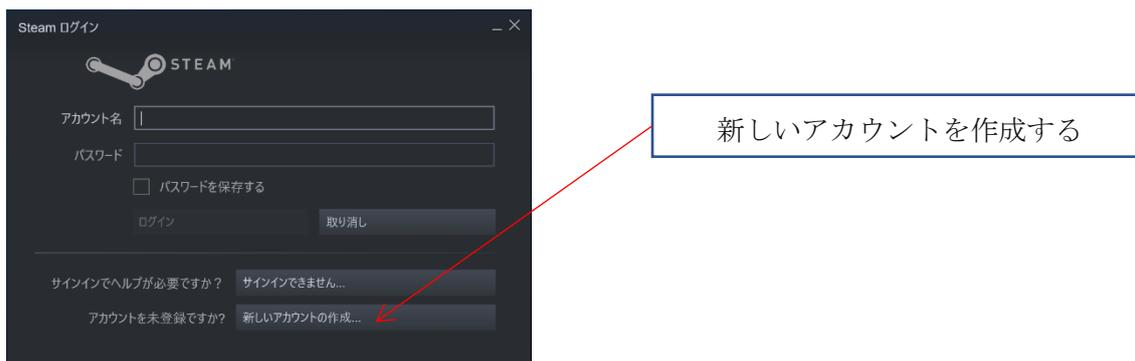 Steam ログイン
STEAM
アカウント名
パスワード
パスワードを保存する
ログイン
取り消し
サインインでヘルプが必要ですか？
サインインできません...
アカウントを未登録ですか?
新しいアカウントの作成...
新しいアカウントを作成する